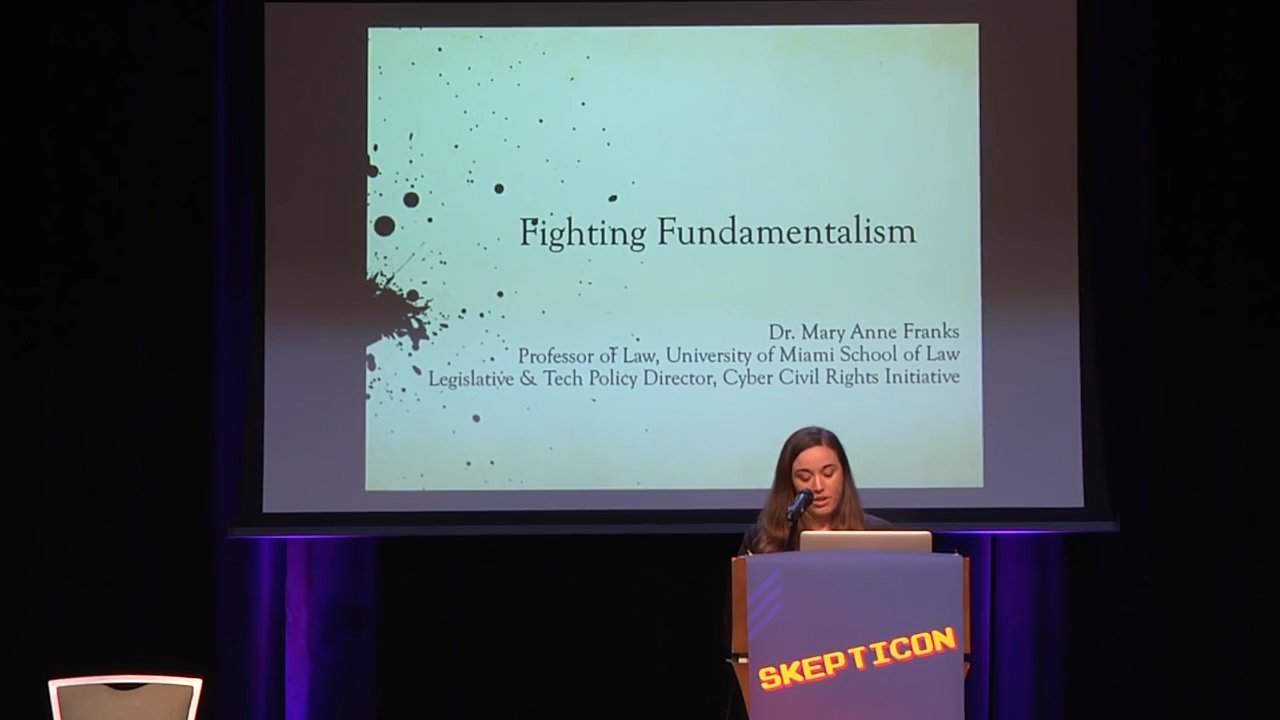 Fighting Fundamentalism
Dr. Mary Anne Franks
Professor of Law, University of Miami School of Law
Legislative & Tech Policy Director, Cyber Civil Rights Initiative
SKEPTICON